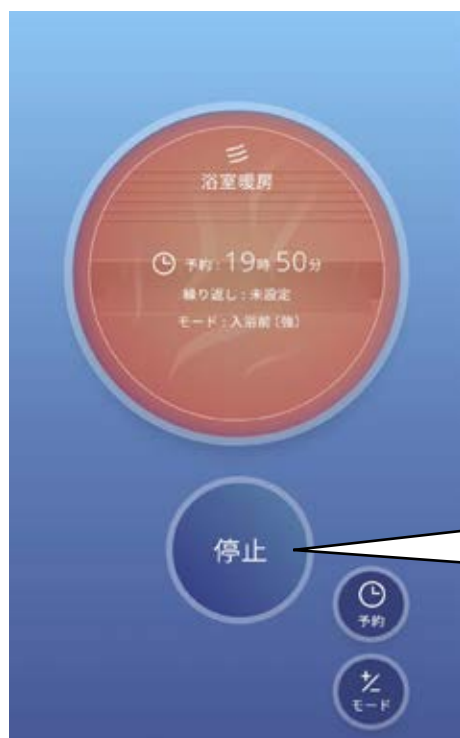 浴室暖房
予約：19時50分
繰り返し：未設定
モード：入浴前（強）
停止
予約
モード